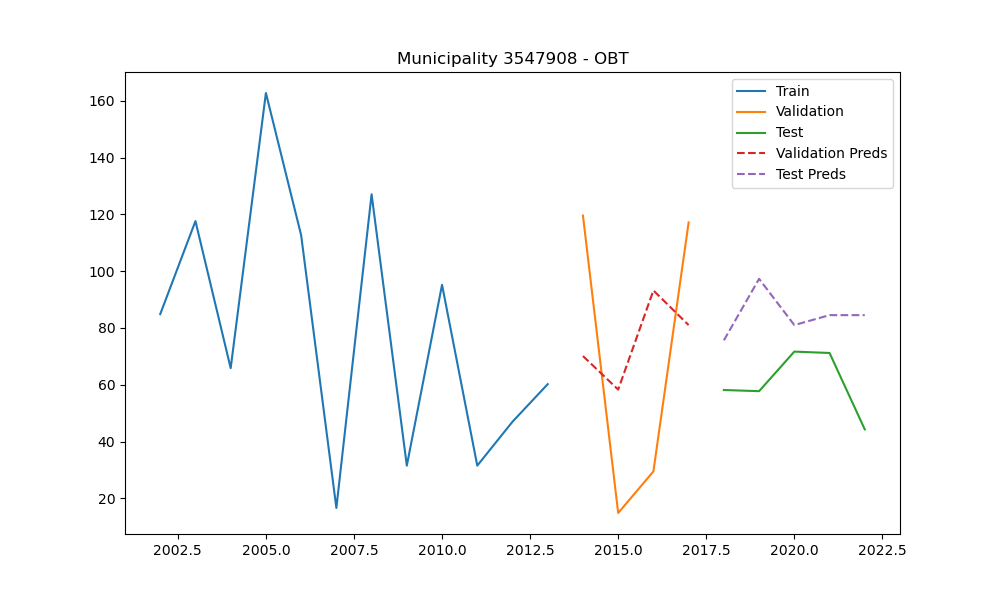 Municipality 3547908 - OBT
160
140
120
100
80
60
40
20
2002.5 2005.0 2007.5 2010.0 2012.5 2015.0 2017.5 2020.0 2022.5
Train
Validation
Test
Validation Preds
Test Preds